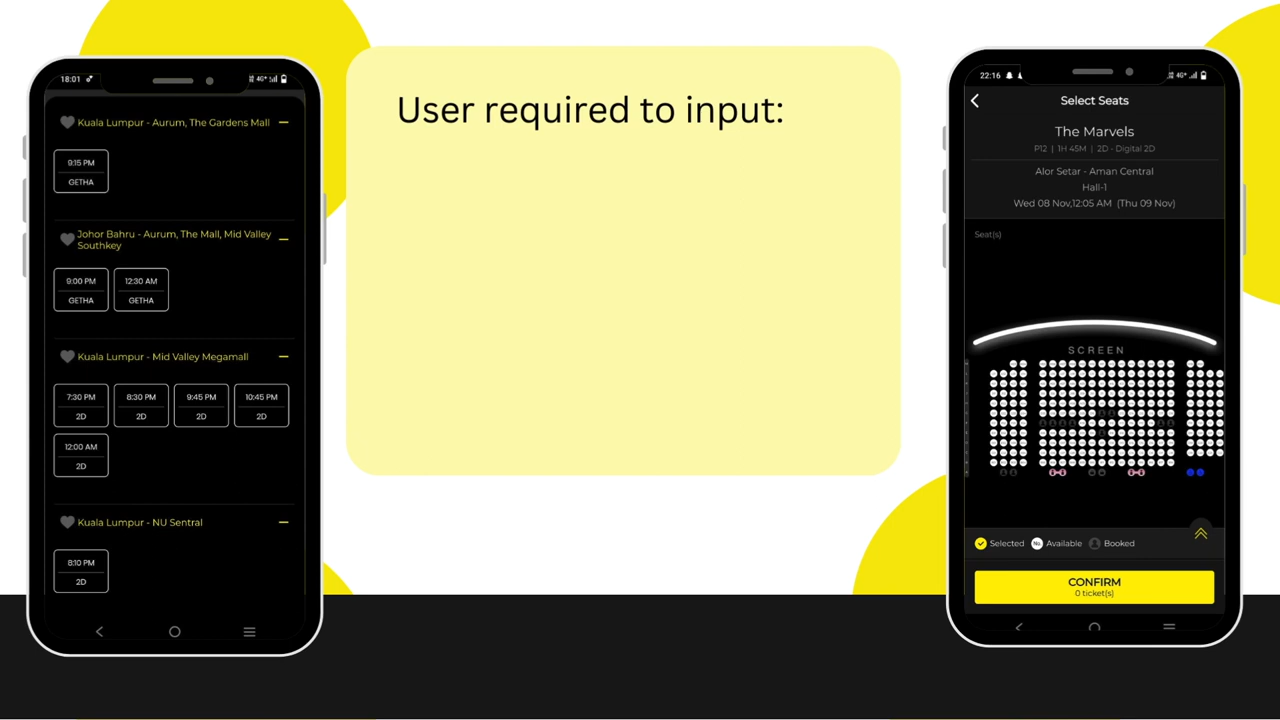 18:01
4G+
Kuala Lumpur - Aurum, The Gardens Mall
9:15 PM
GETHA
Johor Bahru - Aurum, The Mall, Mid Valley
Southkey
9:00 PM
12:30 AM
GETHA
GETHA
Kuala Lumpur - Mid Valley Megamall
7:30 PM
8:30 PM
9:45 PM
10:45 PM
2D
2D
2D
2D
12:00 AM
2D
Kuala Lumpur - NU Sentral
8:10 PM
2D
User required to input:
22:16
4G+
Select Seats
The Marvels
P12 | 1H 45M | 2D - Digital 2D
Alor Setar - Aman Central
Hall-1
Wed 08 Nov,12:05 AM (Thu 09 Nov)
Seat(s)
SCREEN
Selected
No.
Available
Booked
CONFIRM
0 ticket(s)